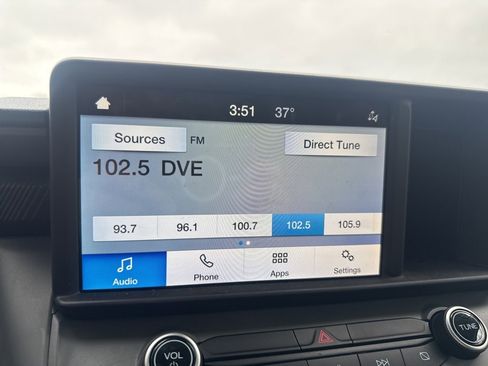 3:51 37°
Sources FM Direct Tune
102.5 DVE
93.7 96.1 100.7 102.5 105.9
Audio Phone Apps Settings
VOL TUNE